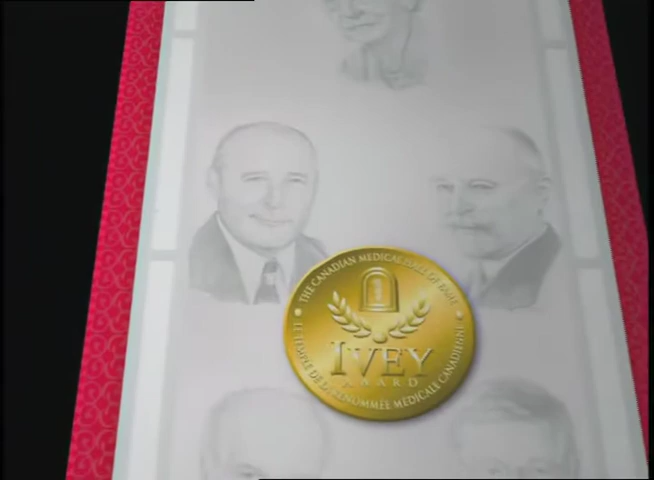 THE CANADIAN MEDICAL HALL OF FAME
IVEY
AWARD
LE TEMPLE DE LA RENOMMÉE MÉDICALE CANADIENNE